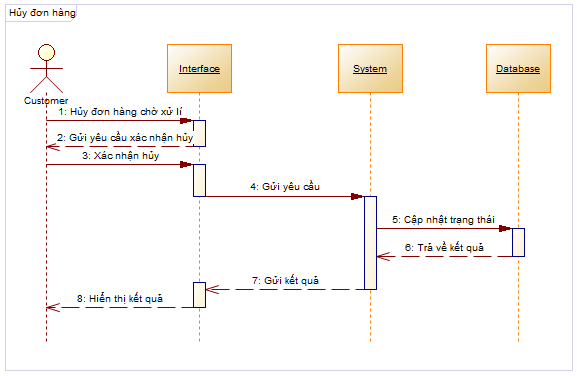 Hủy đơn hàng
Interface
System
Database
Customer
1: Hủy đơn hàng chờ xử lí
2: Gửi yêu cầu xác nhận hủy
3: Xác nhận hủy
4: Gửi yêu cầu
5: Cập nhật trạng thái
6: Trả về kết quả
7: Gửi kết quả
8: Hiển thị kết quả